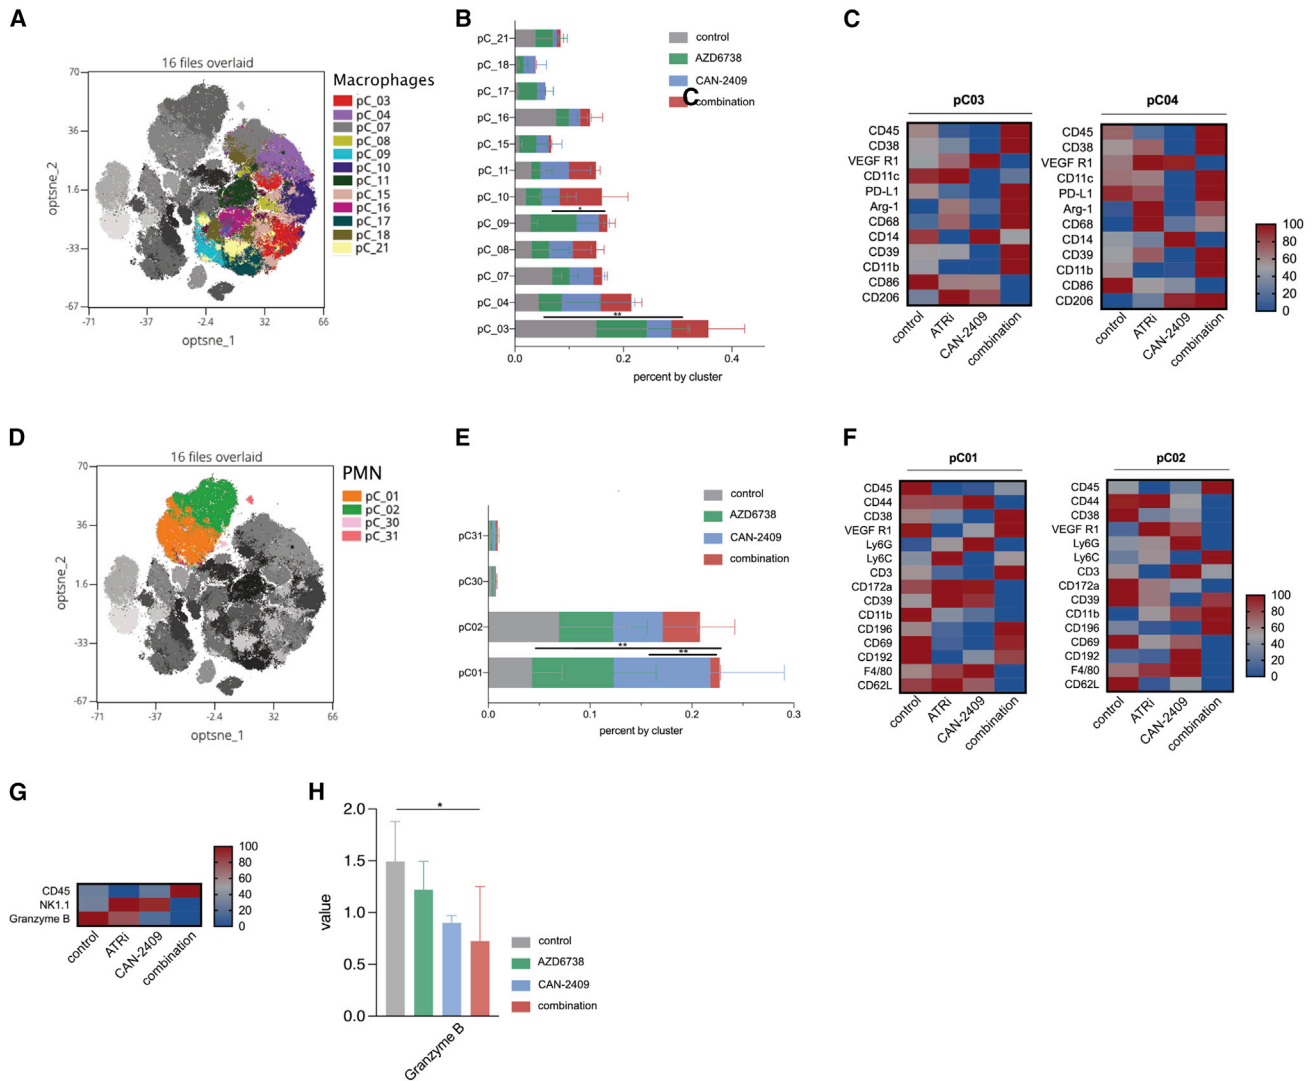 A
16 files overlaid
70
36
1.6
-33
-67
optsne_2
-71
-37
-2.4
32
66
optsne_1
Macrophages
pC_03
pC_04
pC_07
pC_08
pC_09
pC_10
pC_11
pC_15
pC_16
pC_17
pC_18
pC_21
B
pC_21
pC_18
pC_17
pC_16
pC_15
pC_11
pC_10
pC_09
pC_08
pC_07
pC_04
pC_03
*
**
0.0
0.2
0.4
percent by cluster
control
AZD6738
CAN-2409
combination
C
C
pC03
CD45
CD38
VEGF R1
CD11c
PD-L1
Arg-1
CD68
CD14
CD39
CD11b
CD86
CD206
control
ATRi
CAN-2409
combination
pC04
CD45
CD38
VEGF R1
CD11c
PD-L1
Arg-1
CD68
CD14
CD39
CD11b
CD86
CD206
control
ATRi
CAN-2409
combination
100
80
60
40
20
0
D
16 files overlaid
70
36
1.6
-33
-67
optsne_2
-71
-37
-2.4
32
66
optsne_1
PMN
pC_01
pC_02
pC_30
pC_31
E
pC31
pC30
pC02
pC01
**
**
0.0
0.1
0.2
0.3
percent by cluster
control
AZD6738
CAN-2409
combination
F
pC01
CD45
CD44
CD38
VEGF R1
Ly6G
Ly6C
CD3
CD172a
CD39
CD11b
CD196
CD69
CD192
F4/80
CD62L
control
ATRi
CAN-2409
combination
pC02
CD45
CD44
CD38
VEGF R1
Ly6G
Ly6C
CD3
CD172a
CD39
CD11b
CD196
CD69
CD192
F4/80
CD62L
control
ATRi
CAN-2409
combination
100
80
60
40
20
0
G
CD45
NK1.1
Granzyme B
control
ATRi
CAN-2409
combination
100
80
60
40
20
0
H
2.0
1.5
1.0
0.5
0.0
value
*
Granzyme B
control
AZD6738
CAN-2409
combination